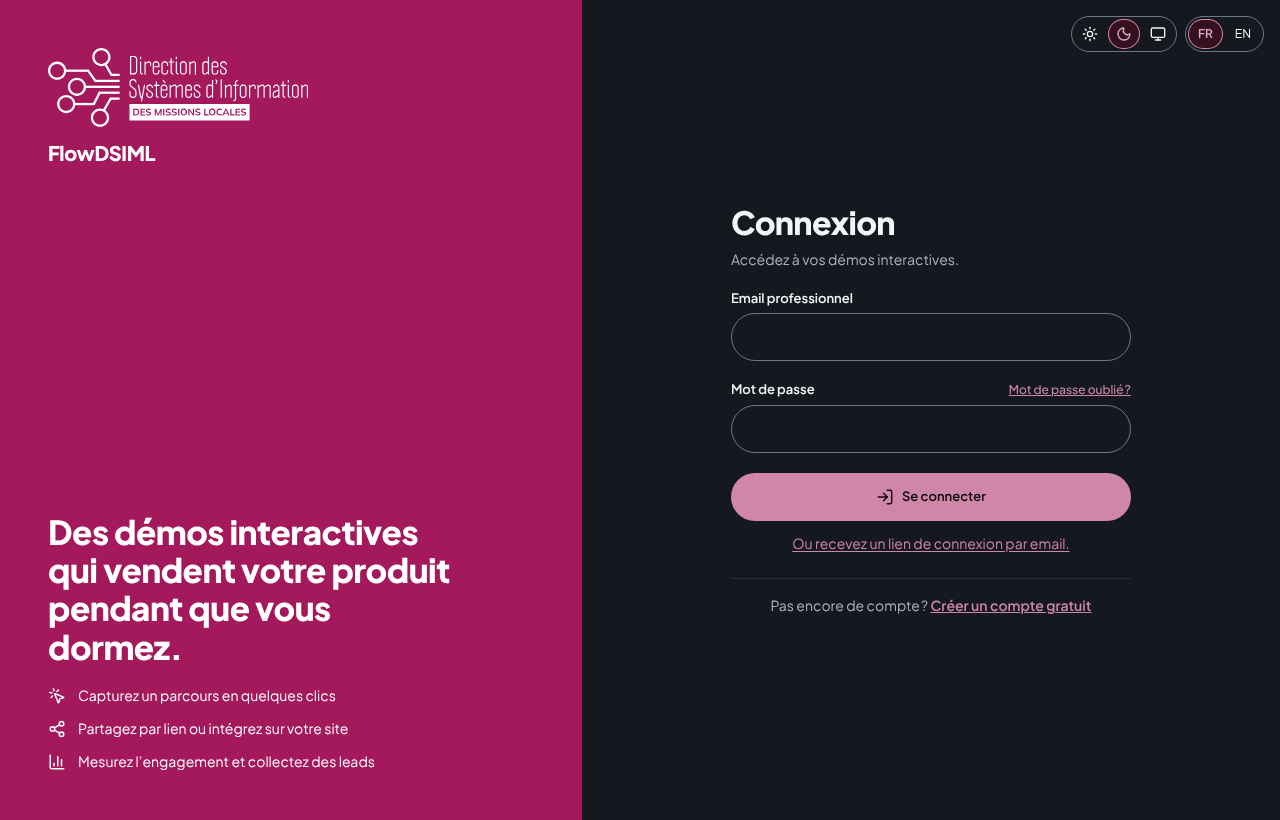 Direction des
Systèmes d'Information
DES MISSIONS LOCALES
FlowDSIML
Des démos interactives
qui vendent votre produit
pendant que vous
dormez.
Capturez un parcours en quelques clics
Partagez par lien ou intégrez sur votre site
Mesurez l’engagement et collectez des leads
FR
EN
Connexion
Accédez à vos démos interactives.
Email professionnel
Mot de passe
Mot de passe oublié ?
Se connecter
Ou recevez un lien de connexion par email.
Pas encore de compte ? Créer un compte gratuit